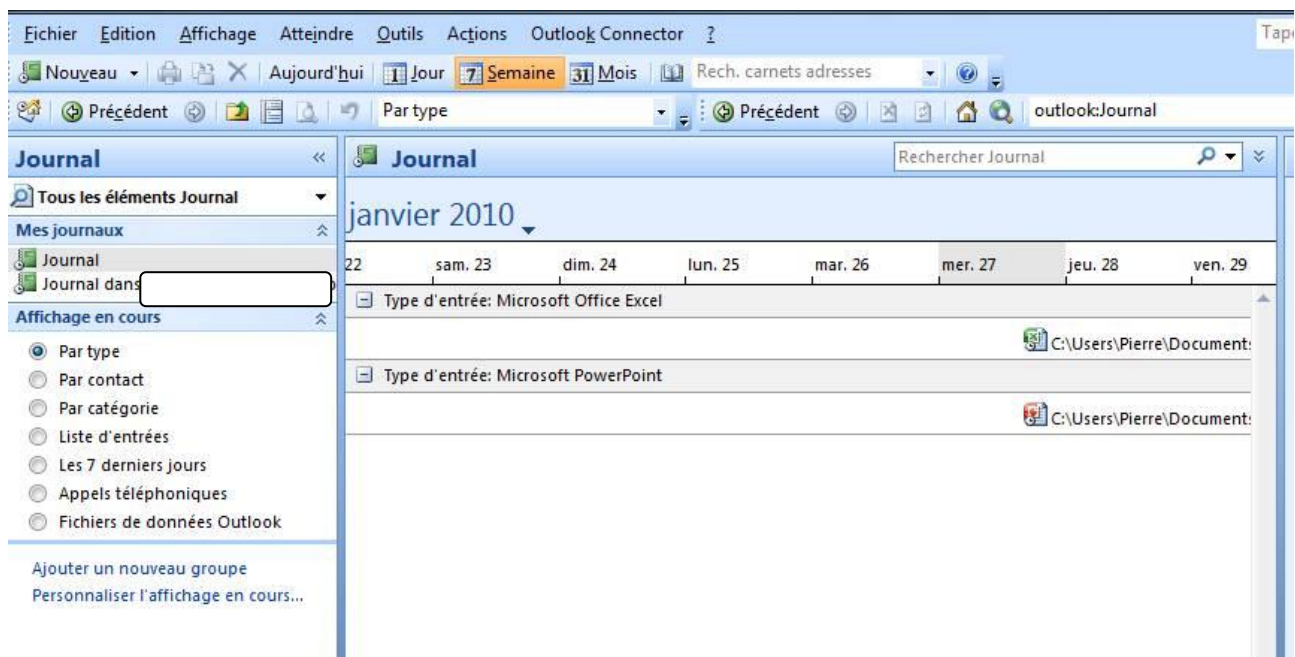 Fichier Edition Affichage Atteindre Outils Actions Outlook Connector ?
Nouveau Aujourd'hui 1 Jour 7 Semaine 31 Mois Rech. carnets adresses
Précédent Par type Précédent outlook:Journal
Journal
Tous les éléments Journal
Mes journaux
Journal
Journal dans
Affichage en cours
Par type
Par contact
Par catégorie
Liste d'entrées
Les 7 derniers jours
Appels téléphoniques
Fichiers de données Outlook
Ajouter un nouveau groupe
Personnaliser l'affichage en cours...
Journal Rechercher Journal
janvier 2010
22 sam. 23 dim. 24 lun. 25 mar. 26 mer. 27 jeu. 28 ven. 29
Type d'entrée: Microsoft Office Excel
C:\Users\Pierre\Documents
Type d'entrée: Microsoft PowerPoint
C:\Users\Pierre\Documents